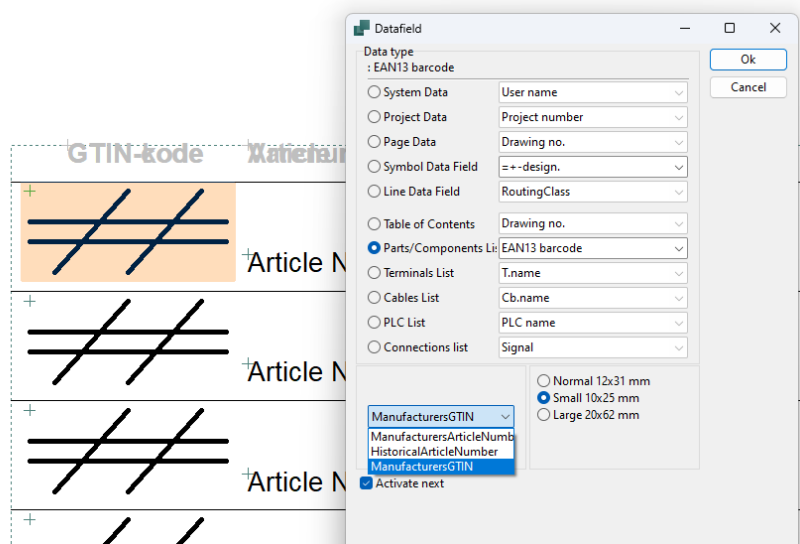 Datafield
Data type
: EAN13 barcode
Ok
Cancel
System Data User name
Project Data Project number
Page Data Drawing no.
Symbol Data Field =+-design.
Line Data Field RoutingClass
Table of Contents Drawing no.
Parts/Components Lis EAN13 barcode
Terminals List T.name
Cables List Cb.name
PLC List PLC name
Connections list Signal
Normal 12x31 mm
Small 10x25 mm
Large 20x62 mm
ManufacturersGTIN
ManufacturersArticleNumb
HistoricalArticleNumber
ManufacturersGTIN
Activate next
Article N
Article N
Article N